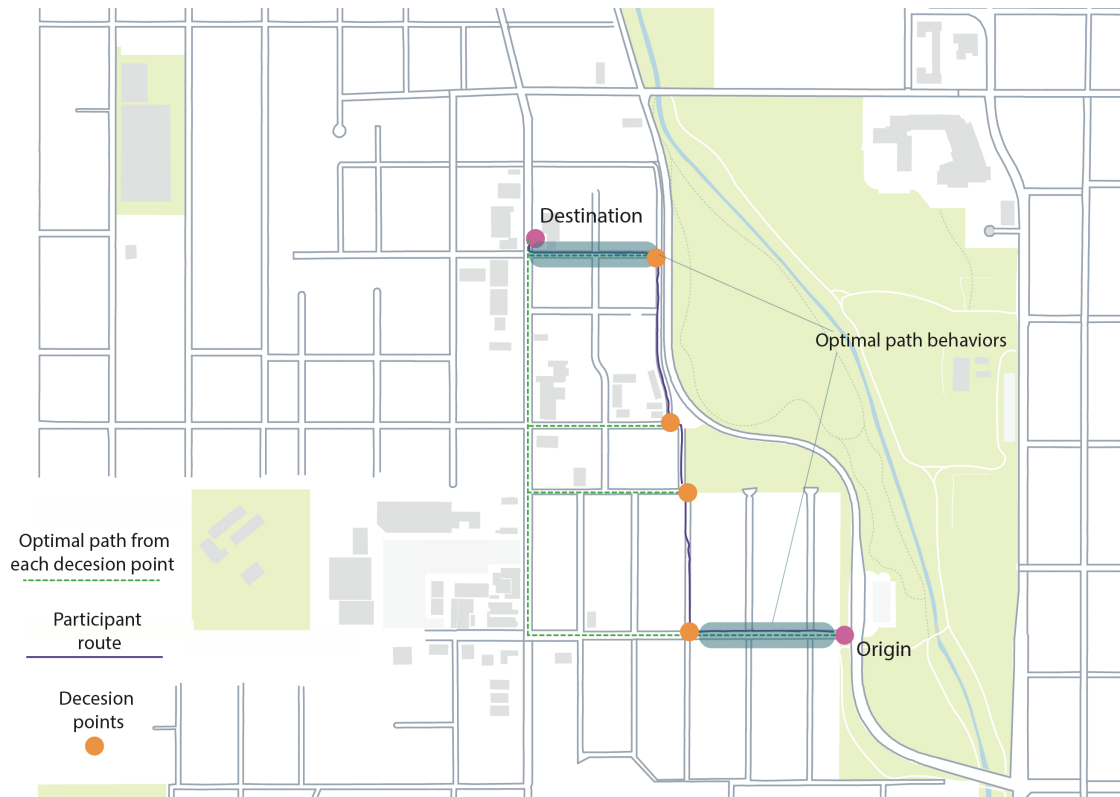 Destination
Optimal path behaviors
Optimal path from
each decesion point
Participant
route
Origin
Decesion
points